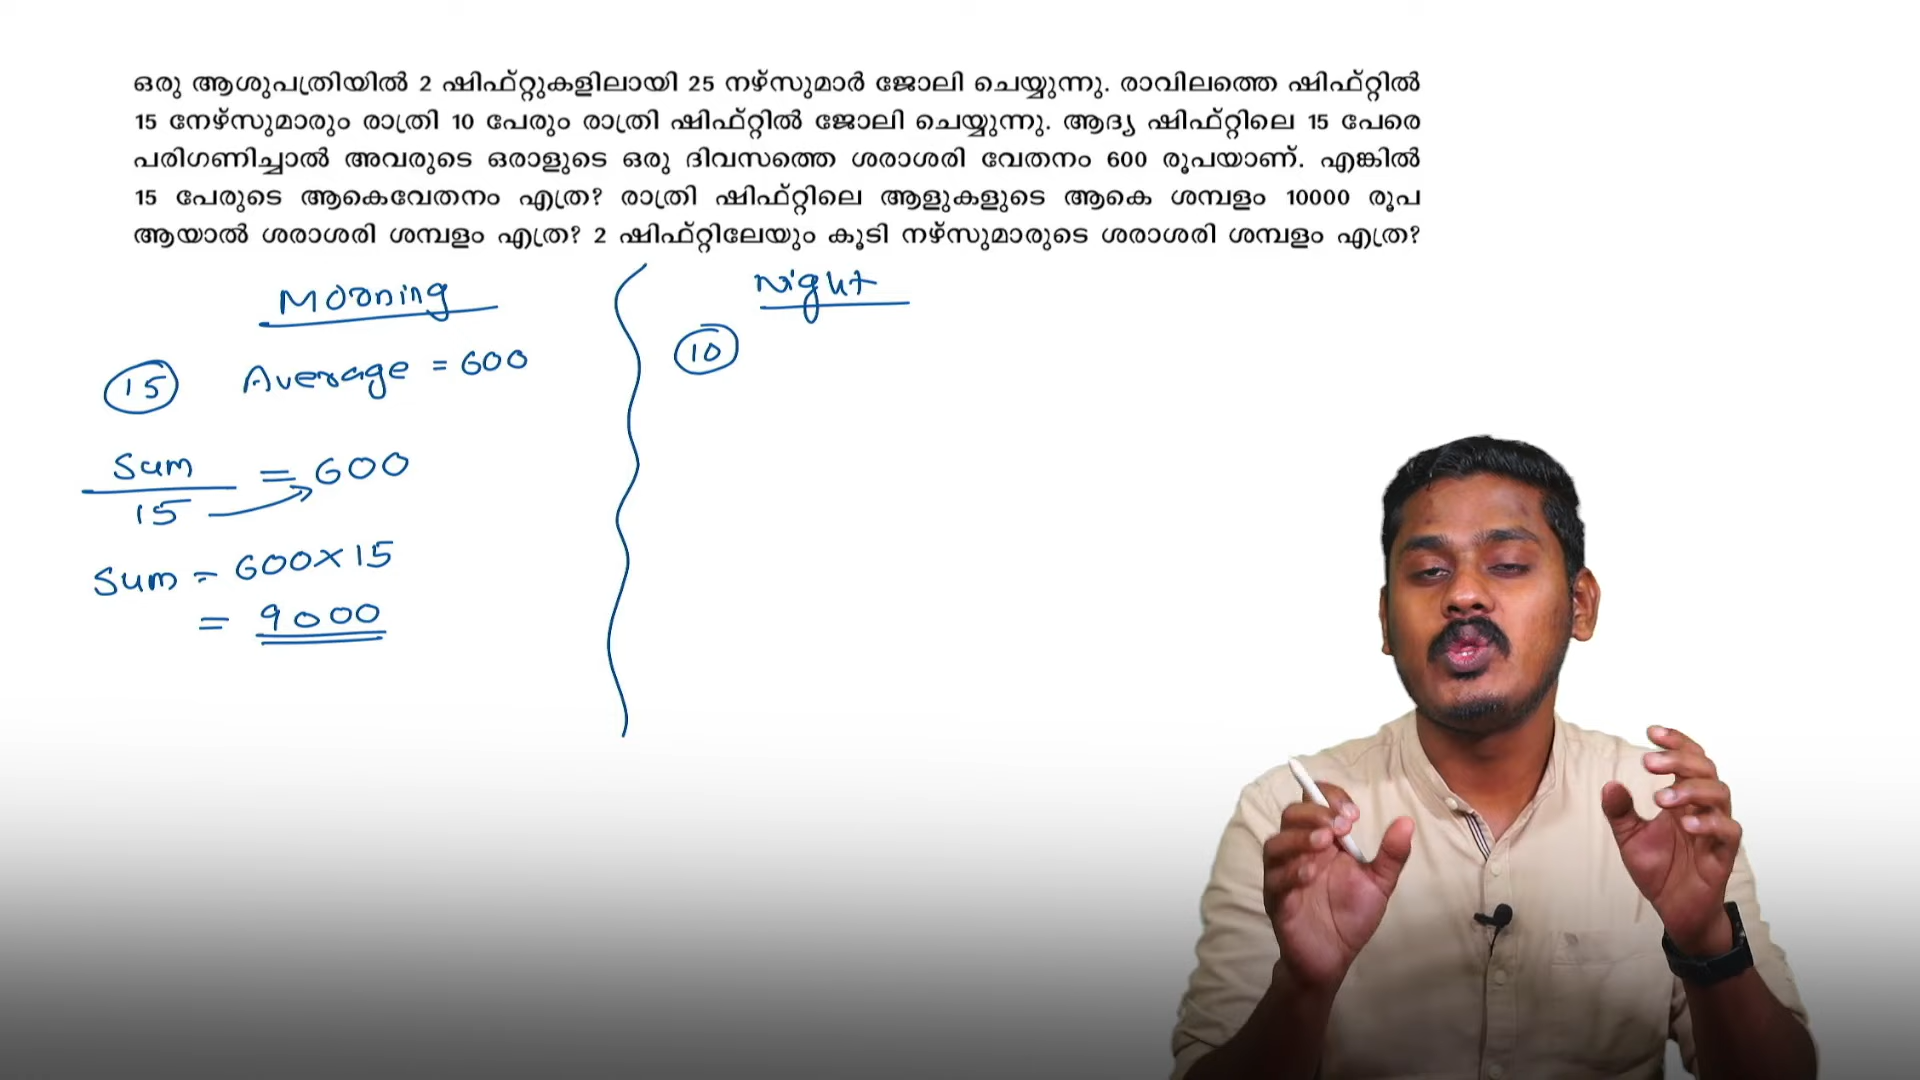 ഒരു ആശുപത്രിയിൽ 2 ഷിഫ്റ്റുകളിലായി 25 നഴ്സുമാർ ജോലി ചെയ്യുന്നു. രാവിലത്തെ ഷിഫ്റ്റിൽ
15 നേഴ്സുമാരും രാത്രി 10 പേരും രാത്രി ഷിഫ്റ്റിൽ ജോലി ചെയ്യുന്നു. ആദ്യ ഷിഫ്റ്റിലെ 15 പേരെ
പരിഗണിച്ചാൽ അവരുടെ ഒരാളുടെ ഒരു ദിവസത്തെ ശരാശരി വേതനം 600 രൂപയാണ്. എങ്കിൽ
15 പേരുടെ ആകെവേതനം എത്ര? രാത്രി ഷിഫ്റ്റിലെ ആളുകളുടെ ആകെ ശമ്പളം 10000 രൂപ
ആയാൽ ശരാശരി ശമ്പളം എത്ര? 2 ഷിഫ്റ്റിലേയും കൂടി നഴ്സുമാരുടെ ശരാശരി ശമ്പളം എത്ര?
Morning
15 Average = 600
Sum = 600
15
Sum = 600×15
= 9000
Night
10